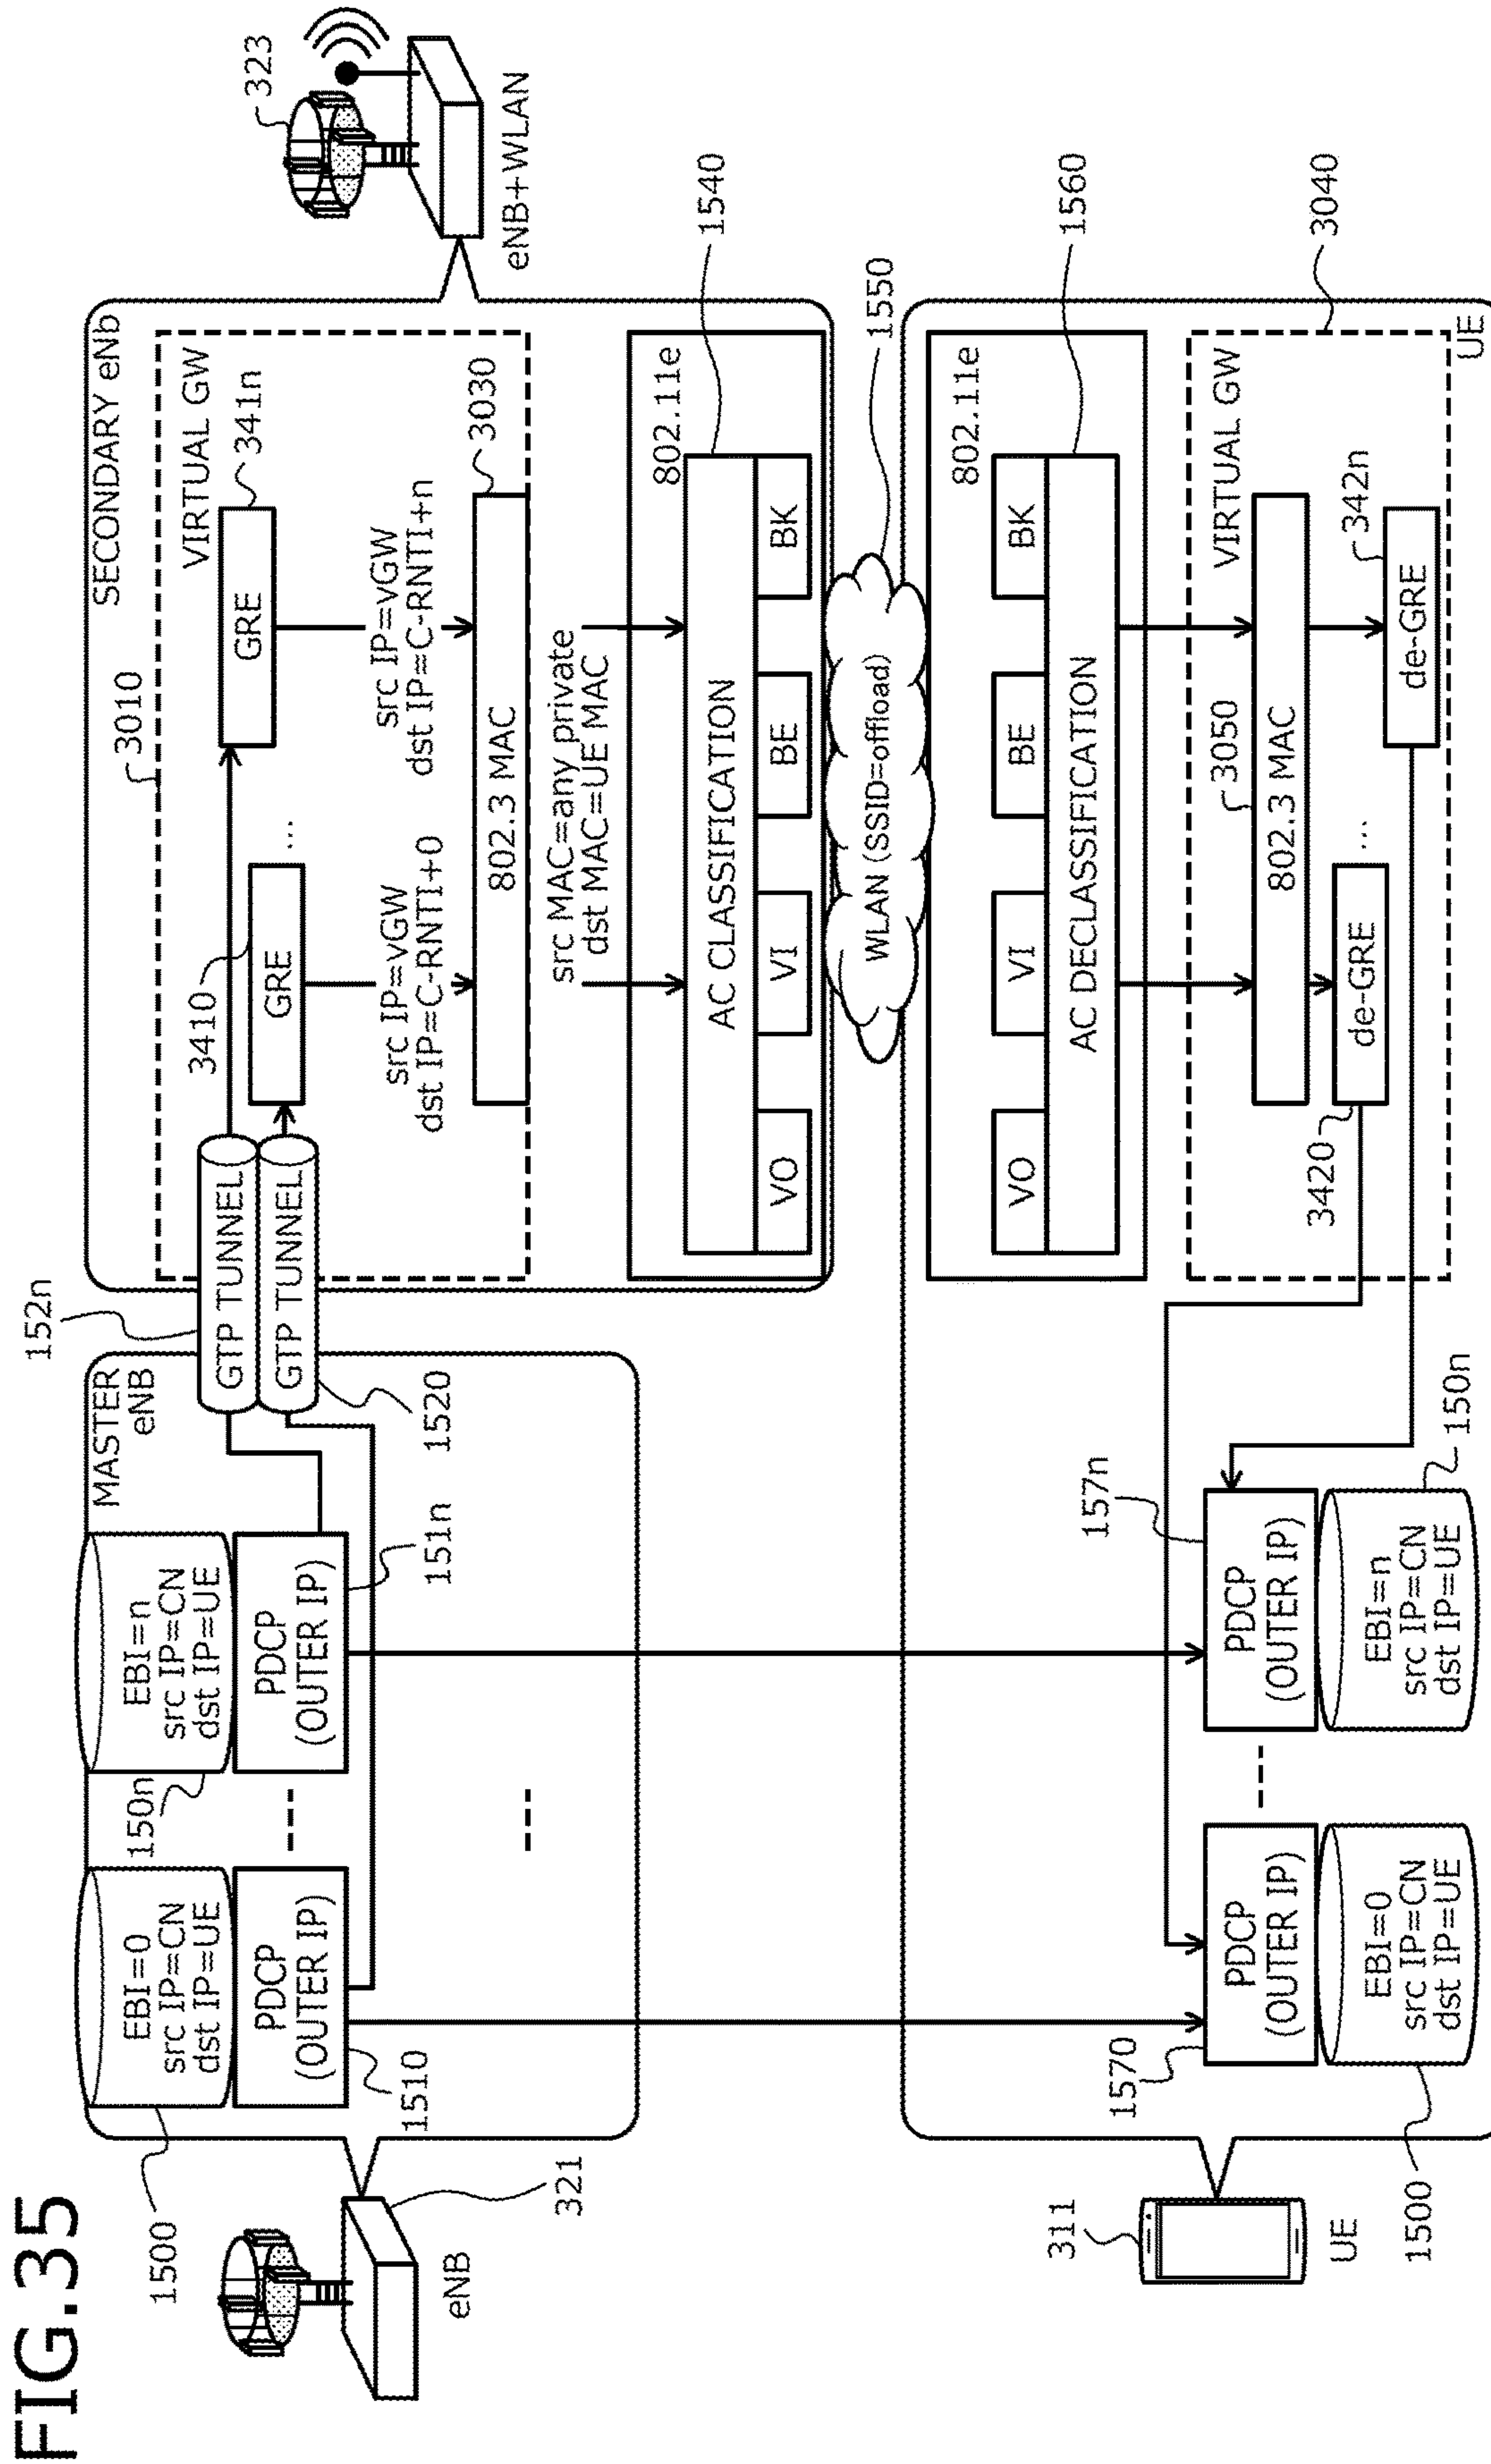 FIG.35
1500
EBI=0
src IP=CN
dst IP=UE
PDCP
(OUTER IP)
1510
150n
EBI=n
src IP=CN
dst IP=UE
PDCP
(OUTER IP)
151n
MASTER
eNB
321
eNB
152n
GTP TUNNEL
GTP TUNNEL
1520
SECONDARY eNb
3010
VIRTUAL GW
3410
GRE
...
GRE
341n
src IP=vGW
dst IP=C-RNTI+0
src IP=vGW
dst IP=C-RNTI+n
3030
802.3 MAC
src MAC=any private
dst MAC=UE MAC
802.11e
1540
AC CLASSIFICATION
VO
VI
BE
BK
323
eNB+WLAN
WLAN (SSID=offload)
1550
802.11e
VO
VI
BE
BK
AC DECLASSIFICATION
1560
VIRTUAL GW
3040
3050
802.3 MAC
3420
de-GRE
...
de-GRE
342n
UE
311
UE
1570
PDCP
(OUTER IP)
EBI=0
src IP=CN
dst IP=UE
1500
157n
PDCP
(OUTER IP)
EBI=n
src IP=CN
dst IP=UE
150n